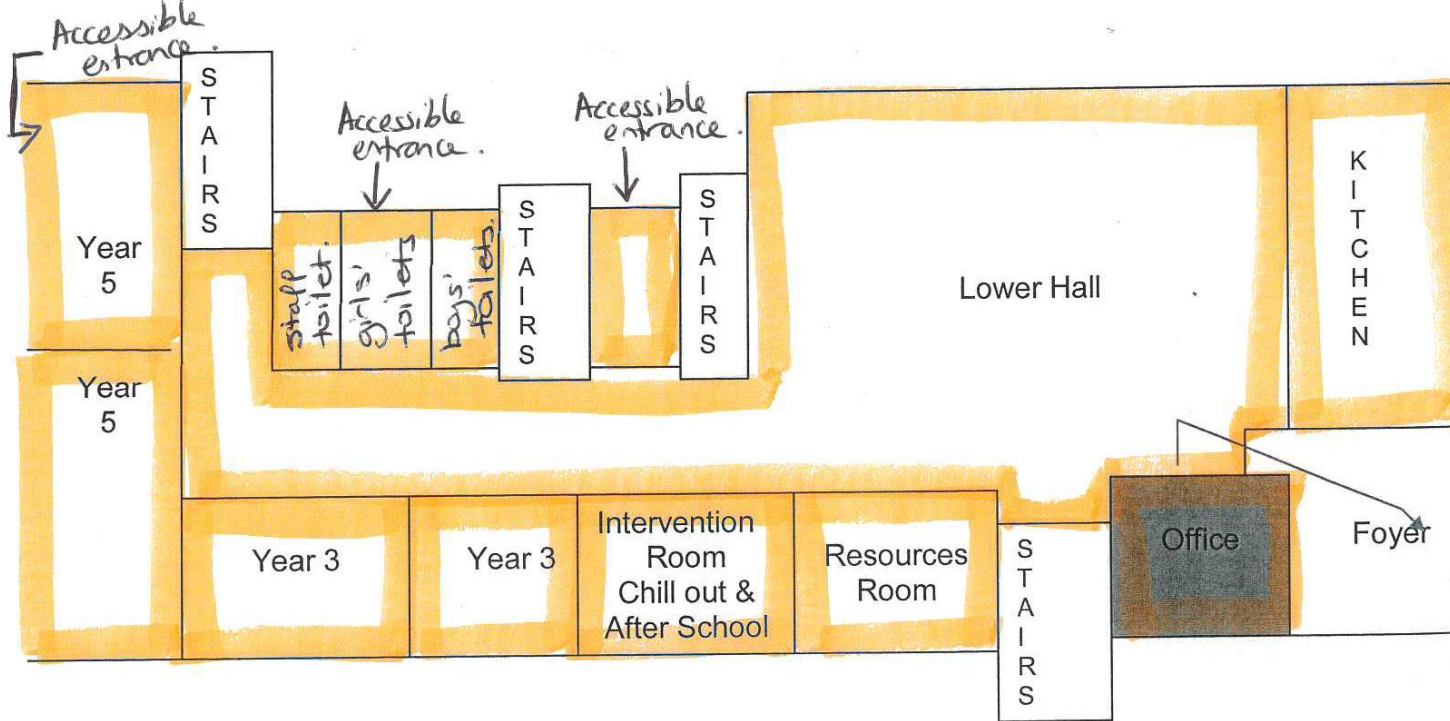 Accessible
entrance.
STAIRS
Accessible
entrance.
Accessible
entrance.
Year
5
staff
toilet.
girls'
toilets
boys'
toilets.
STAIRS
STAIRS
Lower Hall
KITCHEN
Year
5
Year 3
Year 3
Intervention
Room
Chill out &
After School
Resources
Room
STAIRS
Office
Foyer